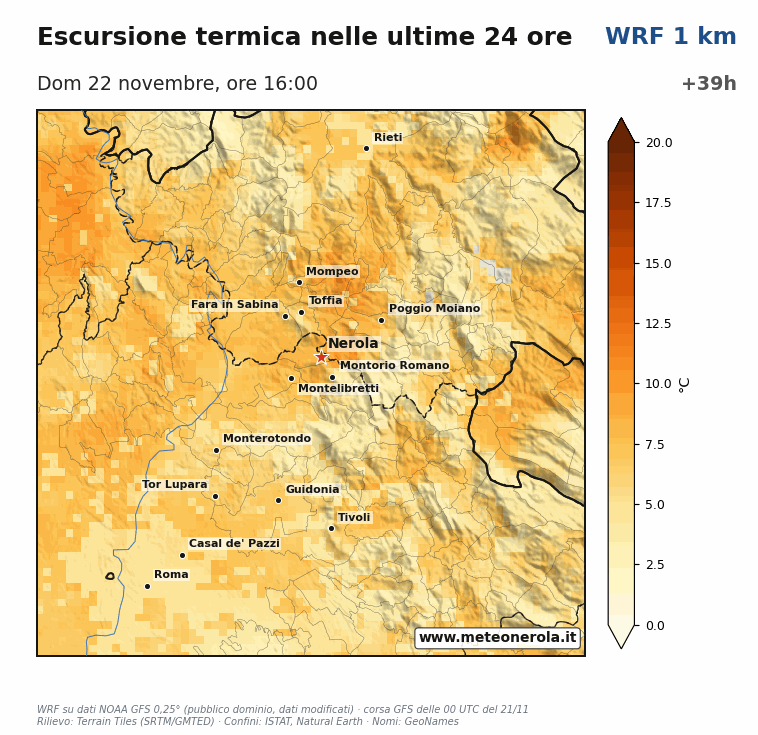 Escursione termica nelle ultime 24 ore WRF 1 km
Dom 22 novembre, ore 16:00 +39h
Rieti
Mompeo
Fara in Sabina Toffia
Poggio Moiano
Nerola
Montorio Romano
Montelibretti
Monterotondo
Tor Lupara
Guidonia
Tivoli
Casal de' Pazzi
Roma
www.meteonerola.it
20.0
17.5
15.0
12.5
10.0
7.5
5.0
2.5
0.0
°C
WRF su dati NOAA GFS 0,25° (pubblico dominio, dati modificati) · corsa GFS delle 00 UTC del 21/11
Rilievo: Terrain Tiles (SRTM/GMTED) · Confini: ISTAT, Natural Earth · Nomi: GeoNames